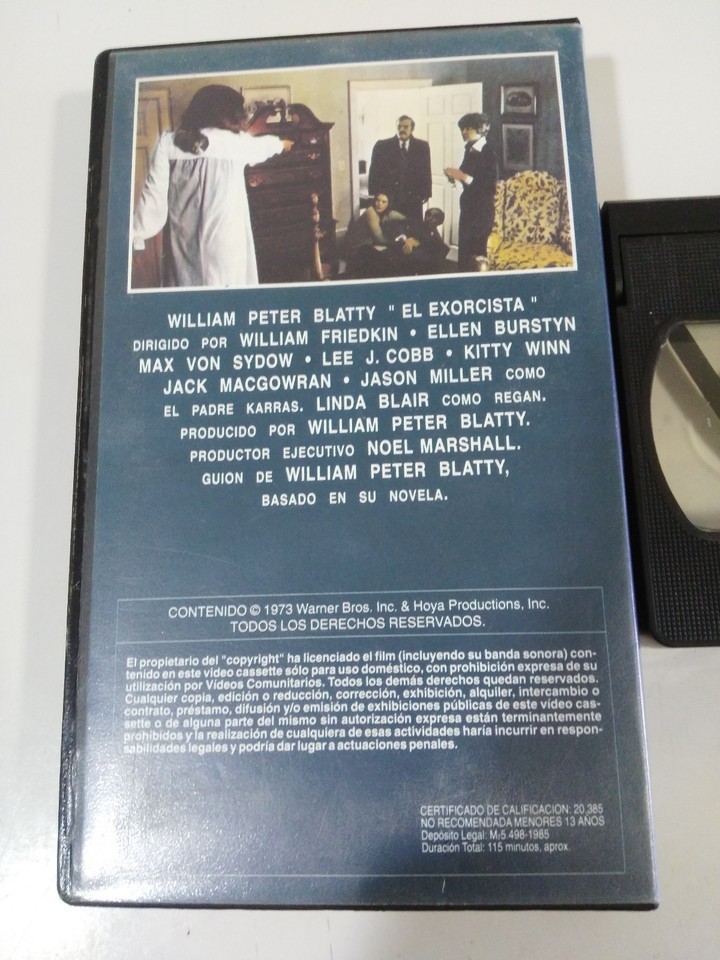 WILLIAM PETER BLATTY " EL EXORCISTA "
DIRIGIDO POR WILLIAM FRIEDKIN • ELLEN BURSTYN
MAX VON SYDOW • LEE J. COBB • KITTY WINN
JACK MACGOWRAN • JASON MILLER COMO
EL PADRE KARRAS. LINDA BLAIR COMO REGAN.
PRODUCIDO POR WILLIAM PETER BLATTY.
PRODUCTOR EJECUTIVO NOEL MARSHALL.
GUION DE WILLIAM PETER BLATTY,
BASADO EN SU NOVELA.
CONTENIDO © 1973 Warner Bros. Inc. & Hoya Productions, Inc.
TODOS LOS DERECHOS RESERVADOS.
El propietario del "copyright" ha licenciado el film (incluyendo su banda sonora) con-
tenido en este video cassette sólo para uso doméstico, con prohibición expresa de su
utilización por Vídeos Comunitarios. Todos los demás derechos quedan reservados.
Cualquier copia, edición o reducción, corrección, exhibición, alquiler, intercambio o
contrato, préstamo, difusión y/o emisión de exhibiciones públicas de este vídeo cas-
sette o de alguna parte del mismo sin autorización expresa están terminantemente
prohibidos y la realización de cualquiera de esas actividades haría incurrir en respon-
sabilidades legales y podría dar lugar a actuaciones penales.
CERTIFICADO DE CALIFICACION: 20.385
NO RECOMENDADA MENORES 13 AÑOS
Depósito Legal: M-5.498-1985
Duración Total: 115 minutos, aprox.